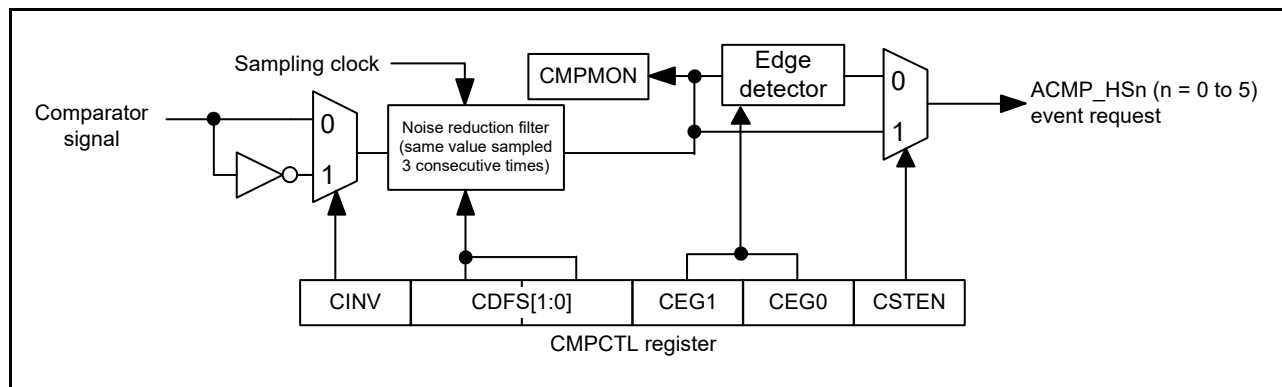 Sampling clock
CMPMON
Edge
detector
0
1
ACMP_HSn (n = 0 to 5)
event request
Comparator
signal
0
1
Noise reduction filter
(same value sampled
3 consecutive times)
CINV
CDFS[1:0]
CEG1
CEG0
CSTEN
CMPCTL register